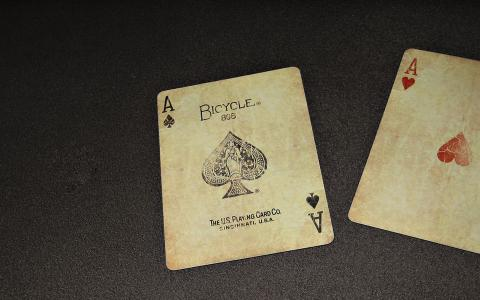 A
BICYCLE®
808
THE U.S. PLAYING CARD CO.
CINCINNATI, U.S.A.
A
A